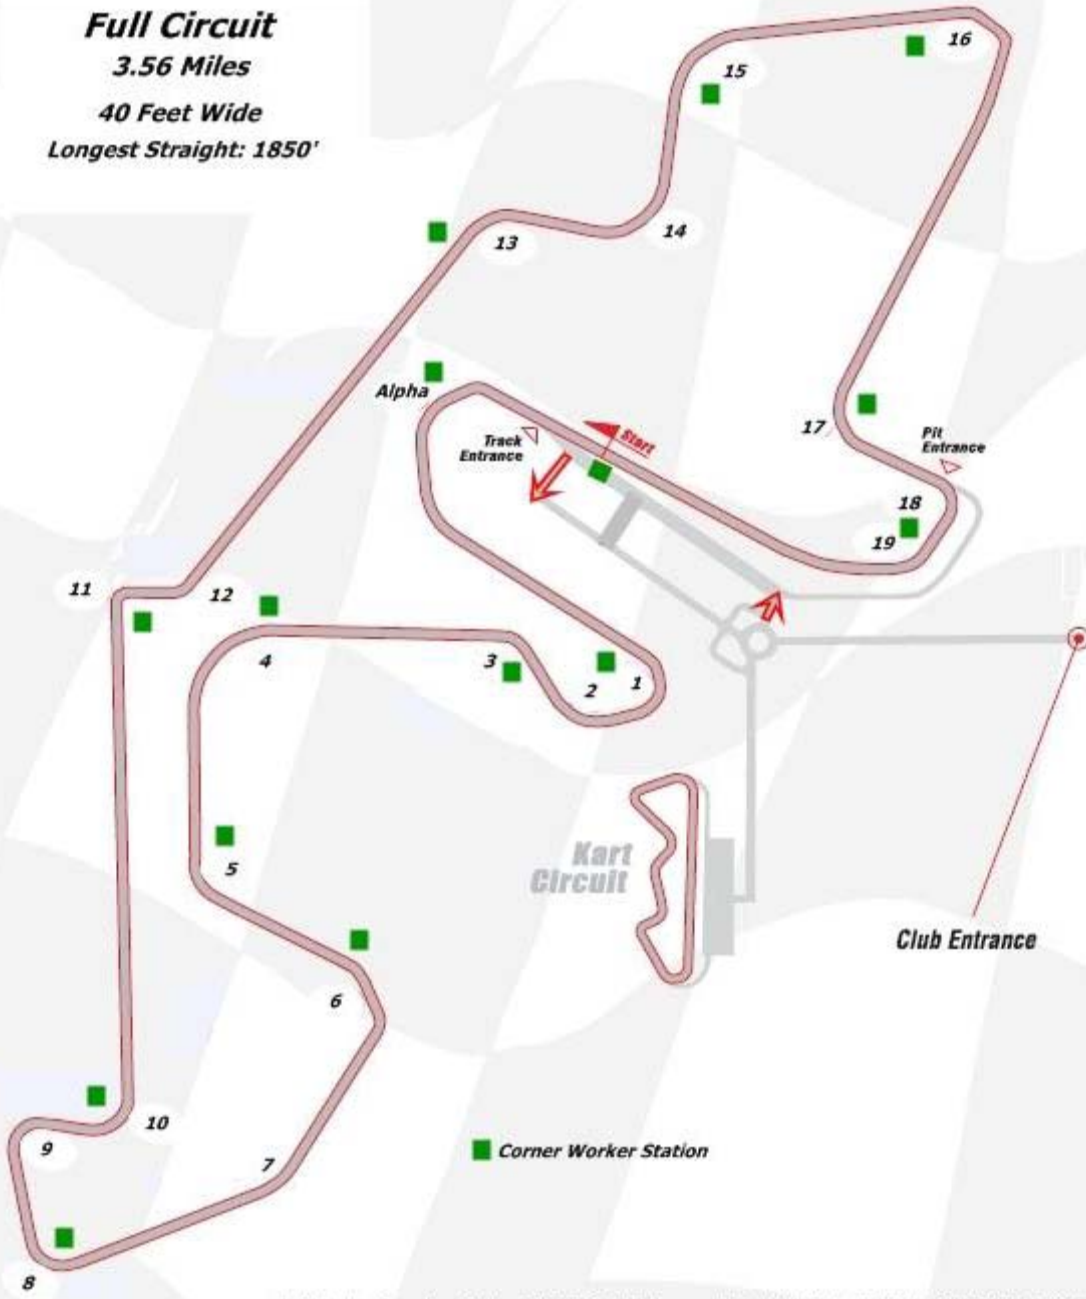 Full Circuit
3.56 Miles
40 Feet Wide
Longest Straight: 1850'
16
15
14
13
Alpha
Track
Entrance
Start
17
Pit
Entrance
18
19
11
12
4
3
2
1
5
Kart
Circuit
Club Entrance
6
10
9
7
Corner Worker Station
8